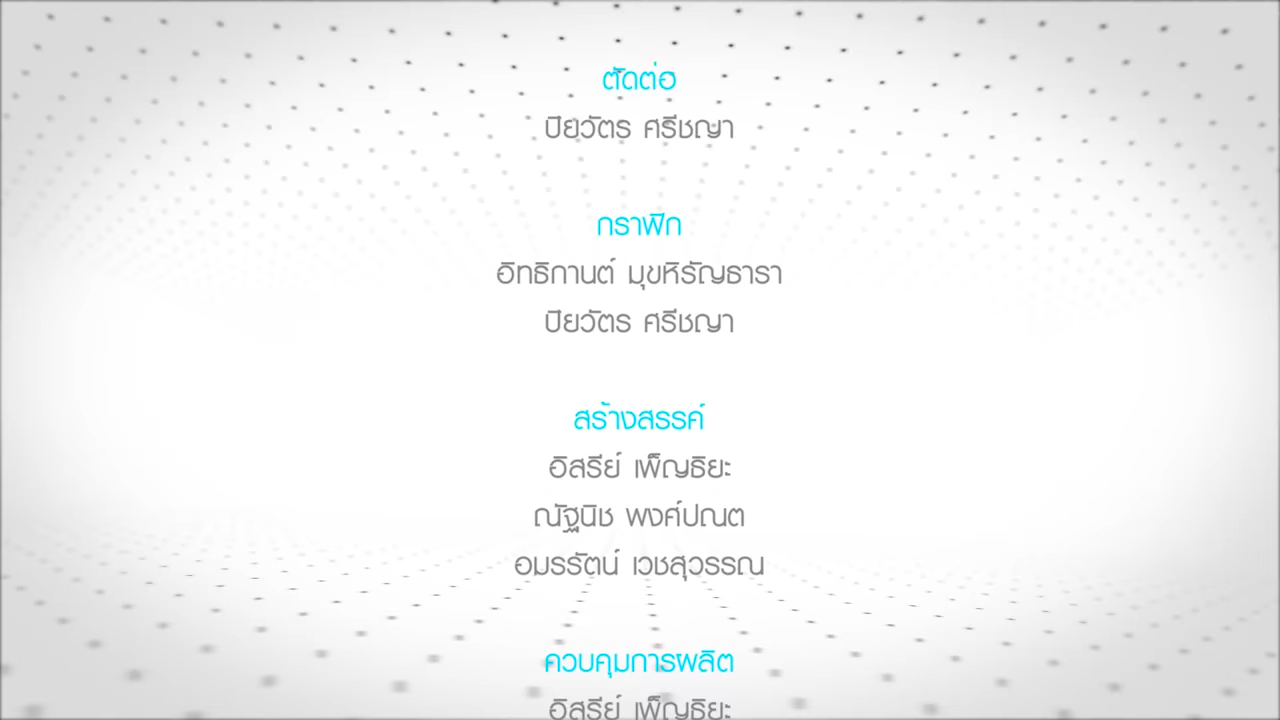 ตัดต่อ
ปิยวัตร ศรีชญา
กราฟิก
อิทธิกานต์ มุขหิรัญธารา
ปิยวัตร ศรีชญา
สร้างสรรค์
อิสรีย์ เพ็ญธิยะ
ณัฐนิช พงศ์ปณต
อมรรัตน์ เวชสุวรรณ
ควบคุมการผลิต
อิสรีย์ เพ็ญธิยะ